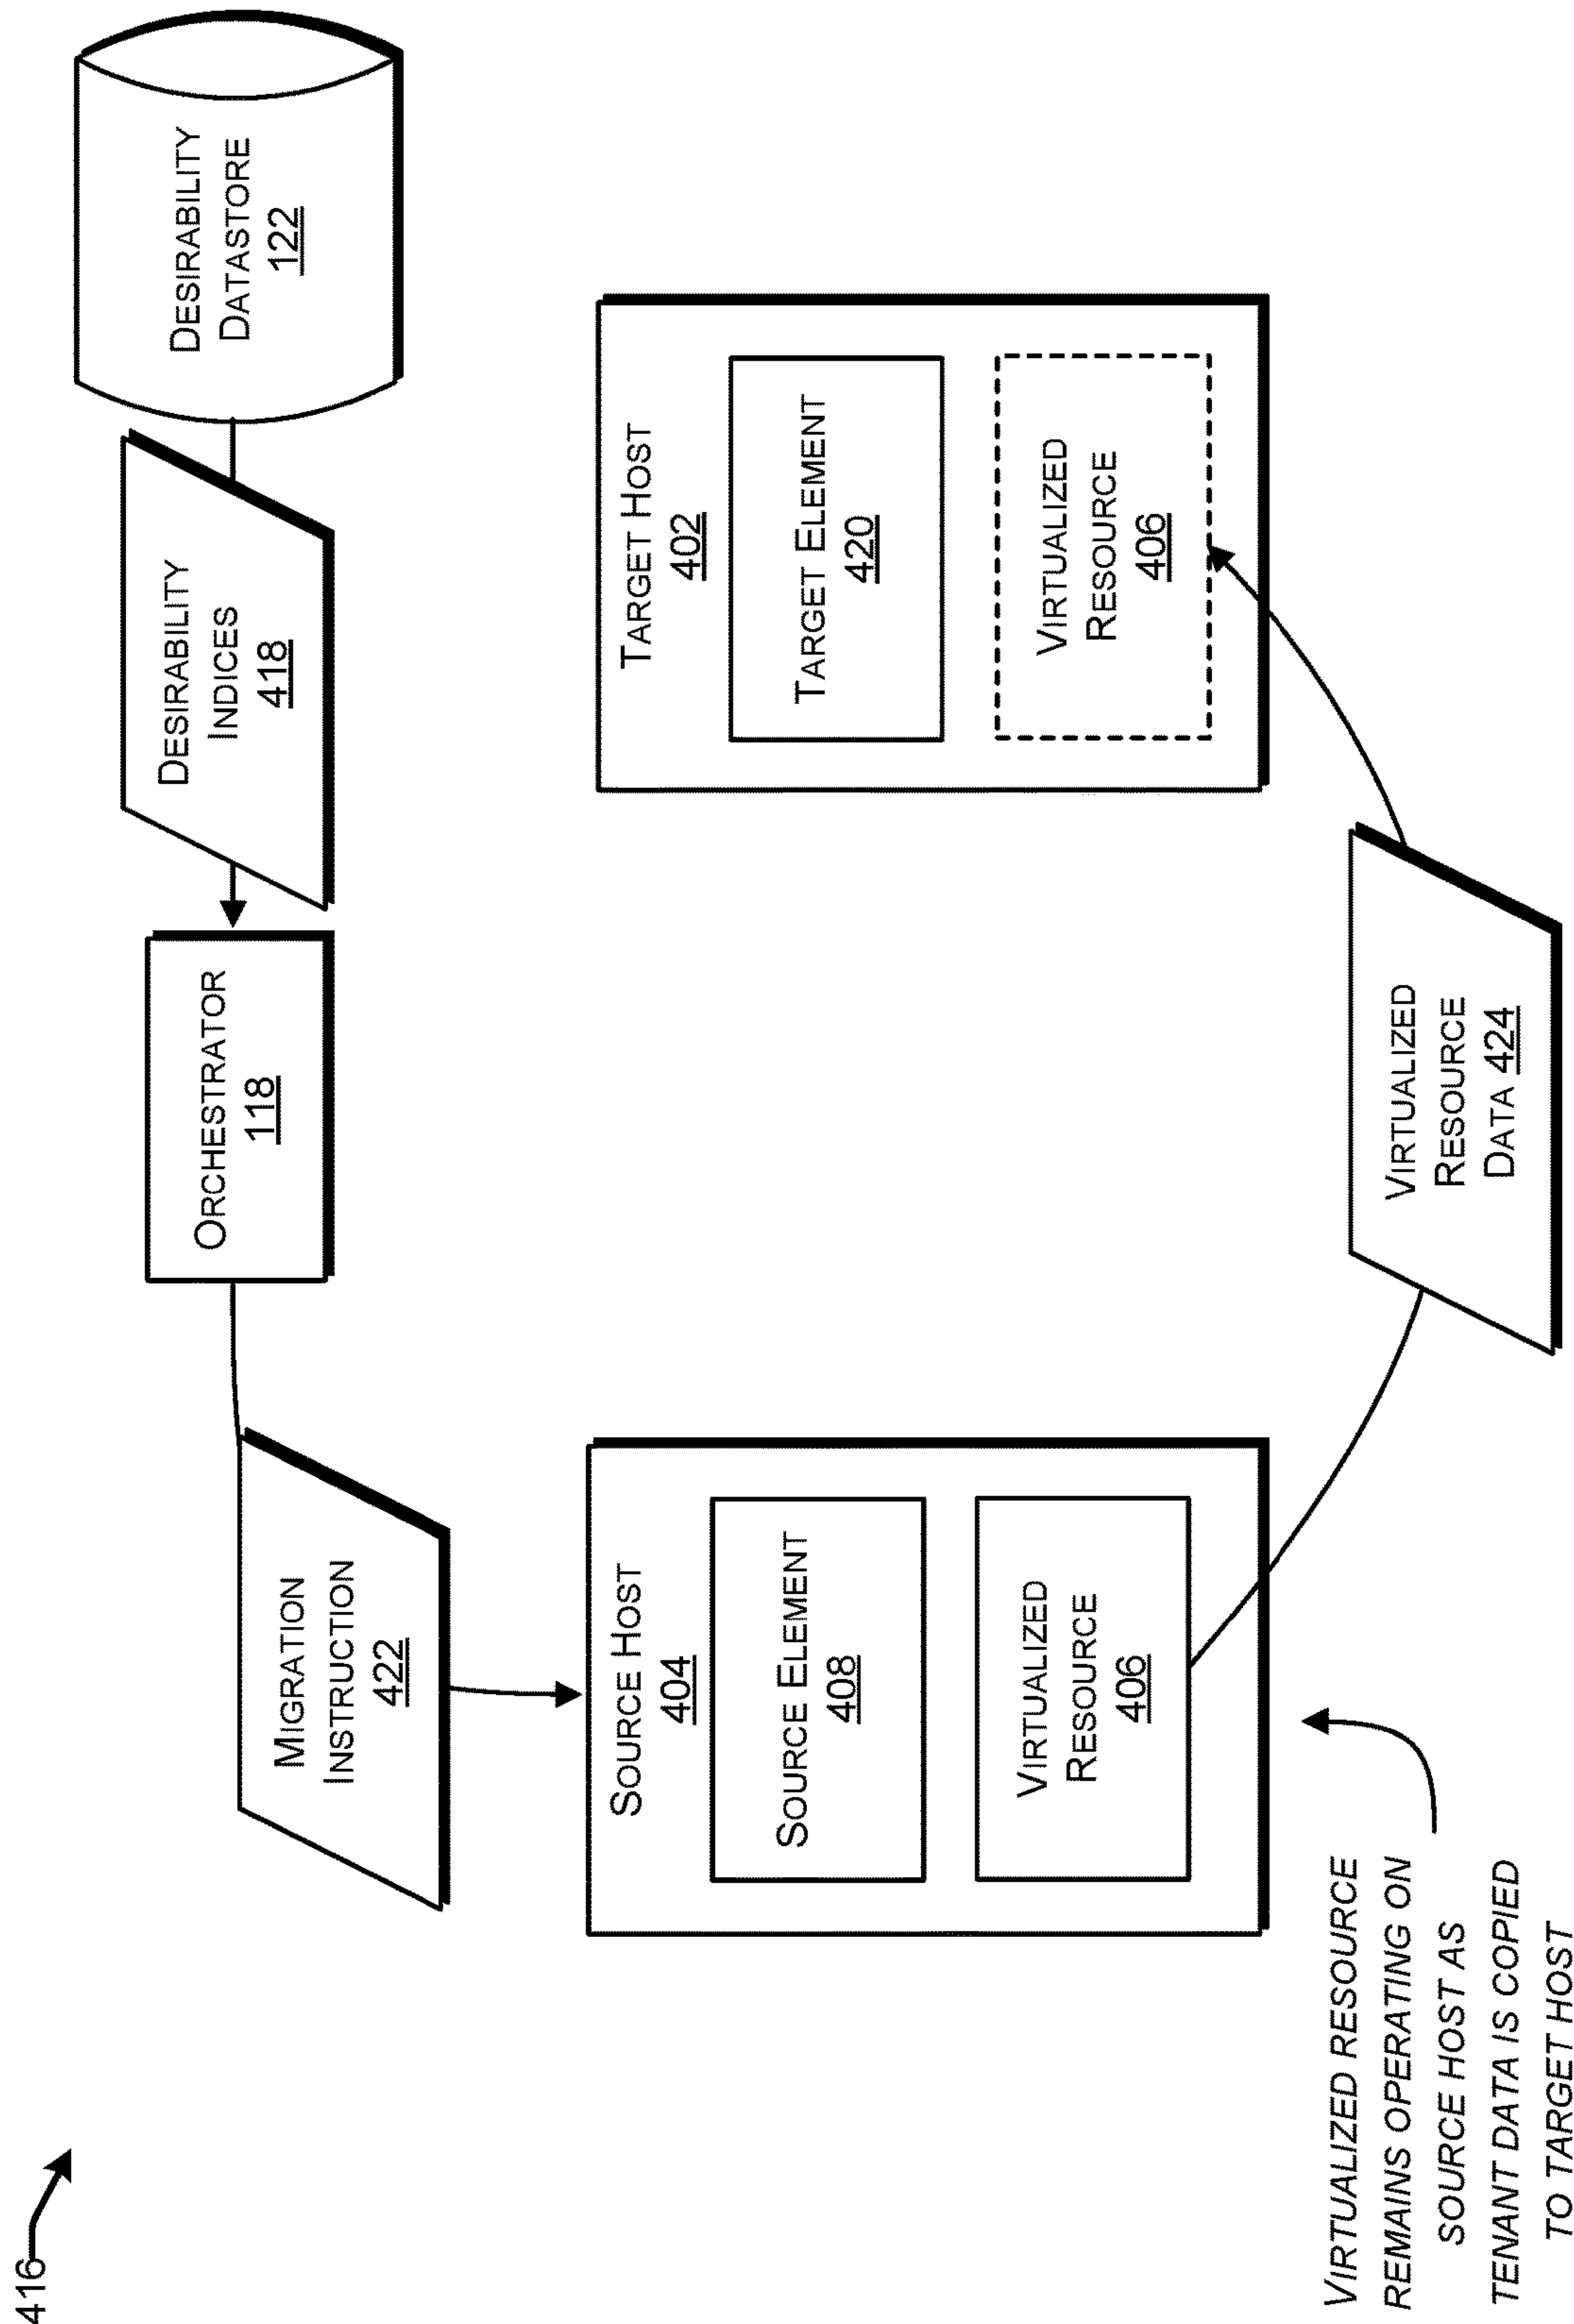 416
MIGRATION
INSTRUCTION
422
ORCHESTRATOR
118
DESIRABILITY
INDICES
418
DESIRABILITY
DATASTORE
122
SOURCE HOST
404
SOURCE ELEMENT
408
VIRTUALIZED
RESOURCE
406
TARGET HOST
402
TARGET ELEMENT
420
VIRTUALIZED
RESOURCE
406
VIRTUALIZED RESOURCE
REMAINS OPERATING ON
SOURCE HOST AS
TENANT DATA IS COPIED
TO TARGET HOST
VIRTUALIZED
RESOURCE
DATA 424